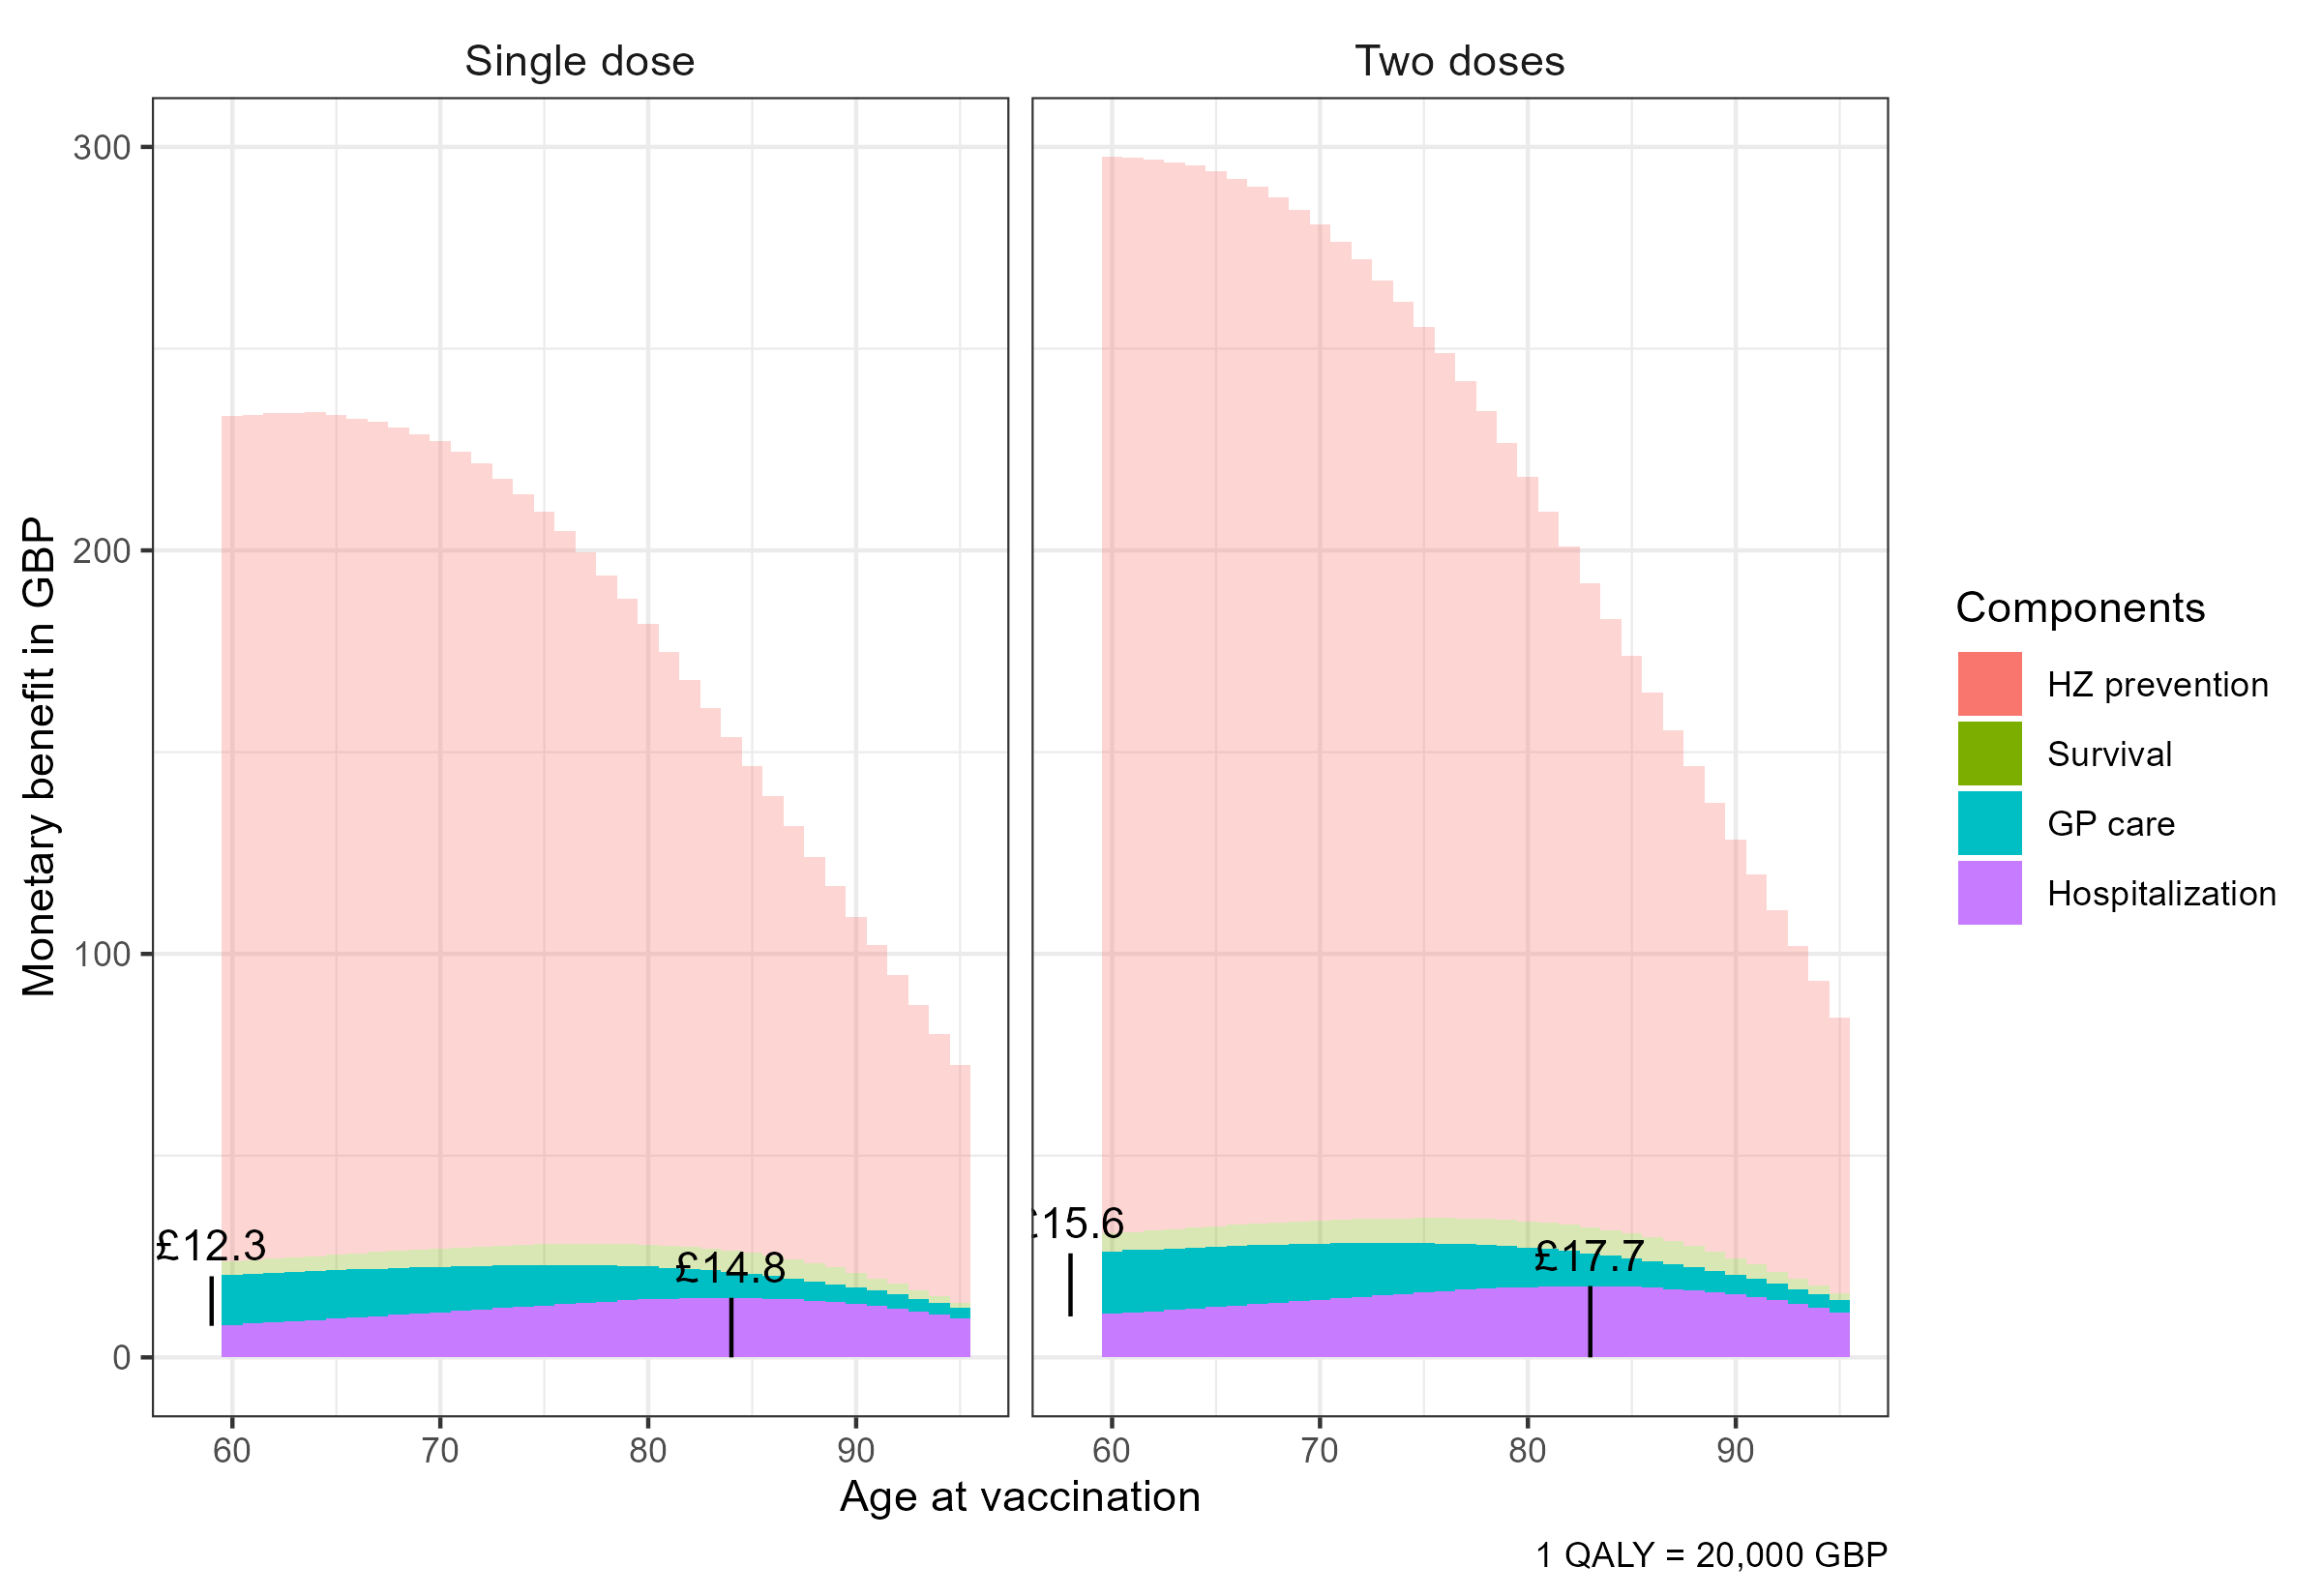 Single dose
Two doses
Monetary benefit in GBP
300
200
100
0
£12.3
£14.8
£15.6
£17.7
60 70 80 90
60 70 80 90
Age at vaccination
1 QALY = 20,000 GBP
Components
HZ prevention
Survival
GP care
Hospitalization